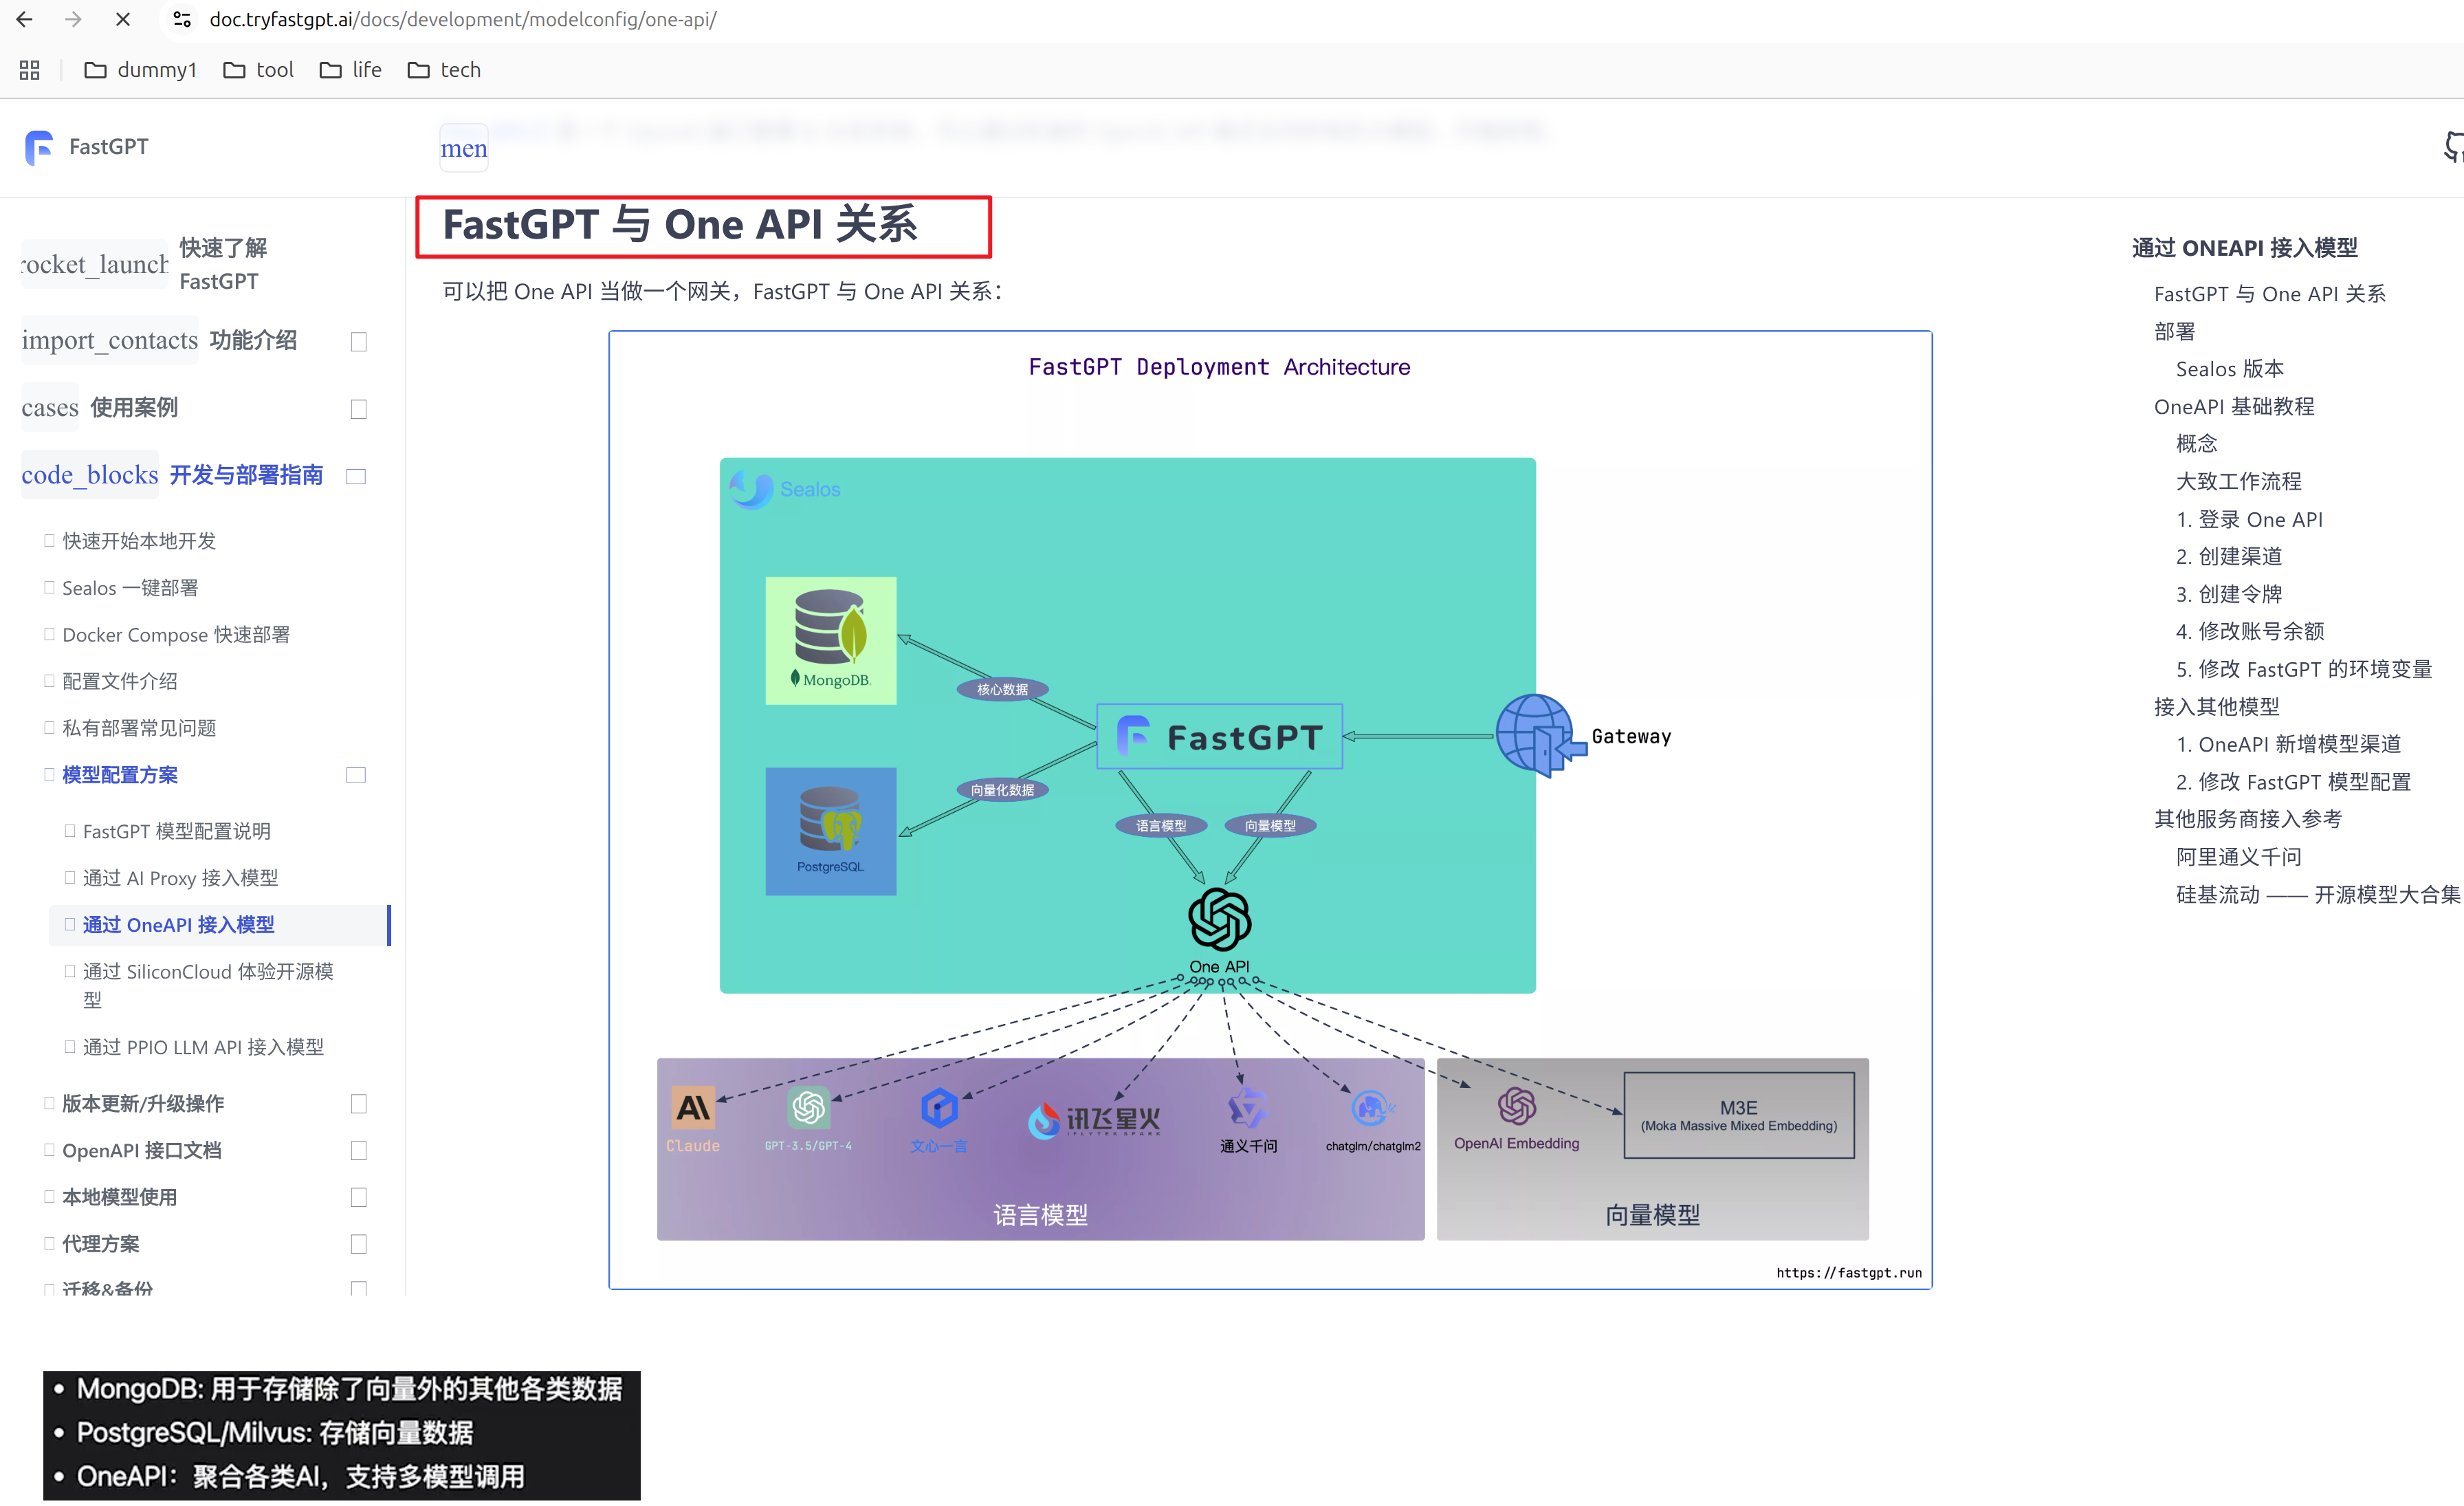 doc.tryfastgpt.ai/docs/development/modelconfig/one-api/
dummy1
tool
life
tech
FastGPT
men
rocket_launch
快速了解
FastGPT
import_contacts
功能介绍
cases
使用案例
code_blocks
开发与部署指南
快速开始本地开发
Sealos 一键部署
Docker Compose 快速部署
配置文件介绍
私有部署常见问题
模型配置方案
FastGPT 模型配置说明
通过 AI Proxy 接入模型
通过 OneAPI 接入模型
通过 SiliconCloud 体验开源模
型
通过 PPIO LLM API 接入模型
版本更新/升级操作
OpenAPI 接口文档
本地模型使用
代理方案
迁移&备份
FastGPT 与 One API 关系
可以把 One API 当做一个网关，FastGPT 与 One API 关系：
FastGPT Deployment Architecture
Sealos
MongoDB.
核心数据
FastGPT
Gateway
向量化数据
PostgreSQL
语言模型
向量模型
One API
Claude
GPT-3.5/GPT-4
文心一言
讯飞星火
IFLYTEK SPARK
通义千问
chatglm/chatglm2
语言模型
OpenAI Embedding
M3E
(Moka Massive Mixed Embedding)
向量模型
https://fastgpt.run
通过 ONEAPI 接入模型
FastGPT 与 One API 关系
部署
Sealos 版本
OneAPI 基础教程
概念
大致工作流程
1. 登录 One API
2. 创建渠道
3. 创建令牌
4. 修改账号余额
5. 修改 FastGPT 的环境变量
接入其他模型
1. OneAPI 新增模型渠道
2. 修改 FastGPT 模型配置
其他服务商接入参考
阿里通义千问
硅基流动 —— 开源模型大合集
• MongoDB: 用于存储除了向量外的其他各类数据
• PostgreSQL/Milvus: 存储向量数据
• OneAPI：聚合各类AI，支持多模型调用